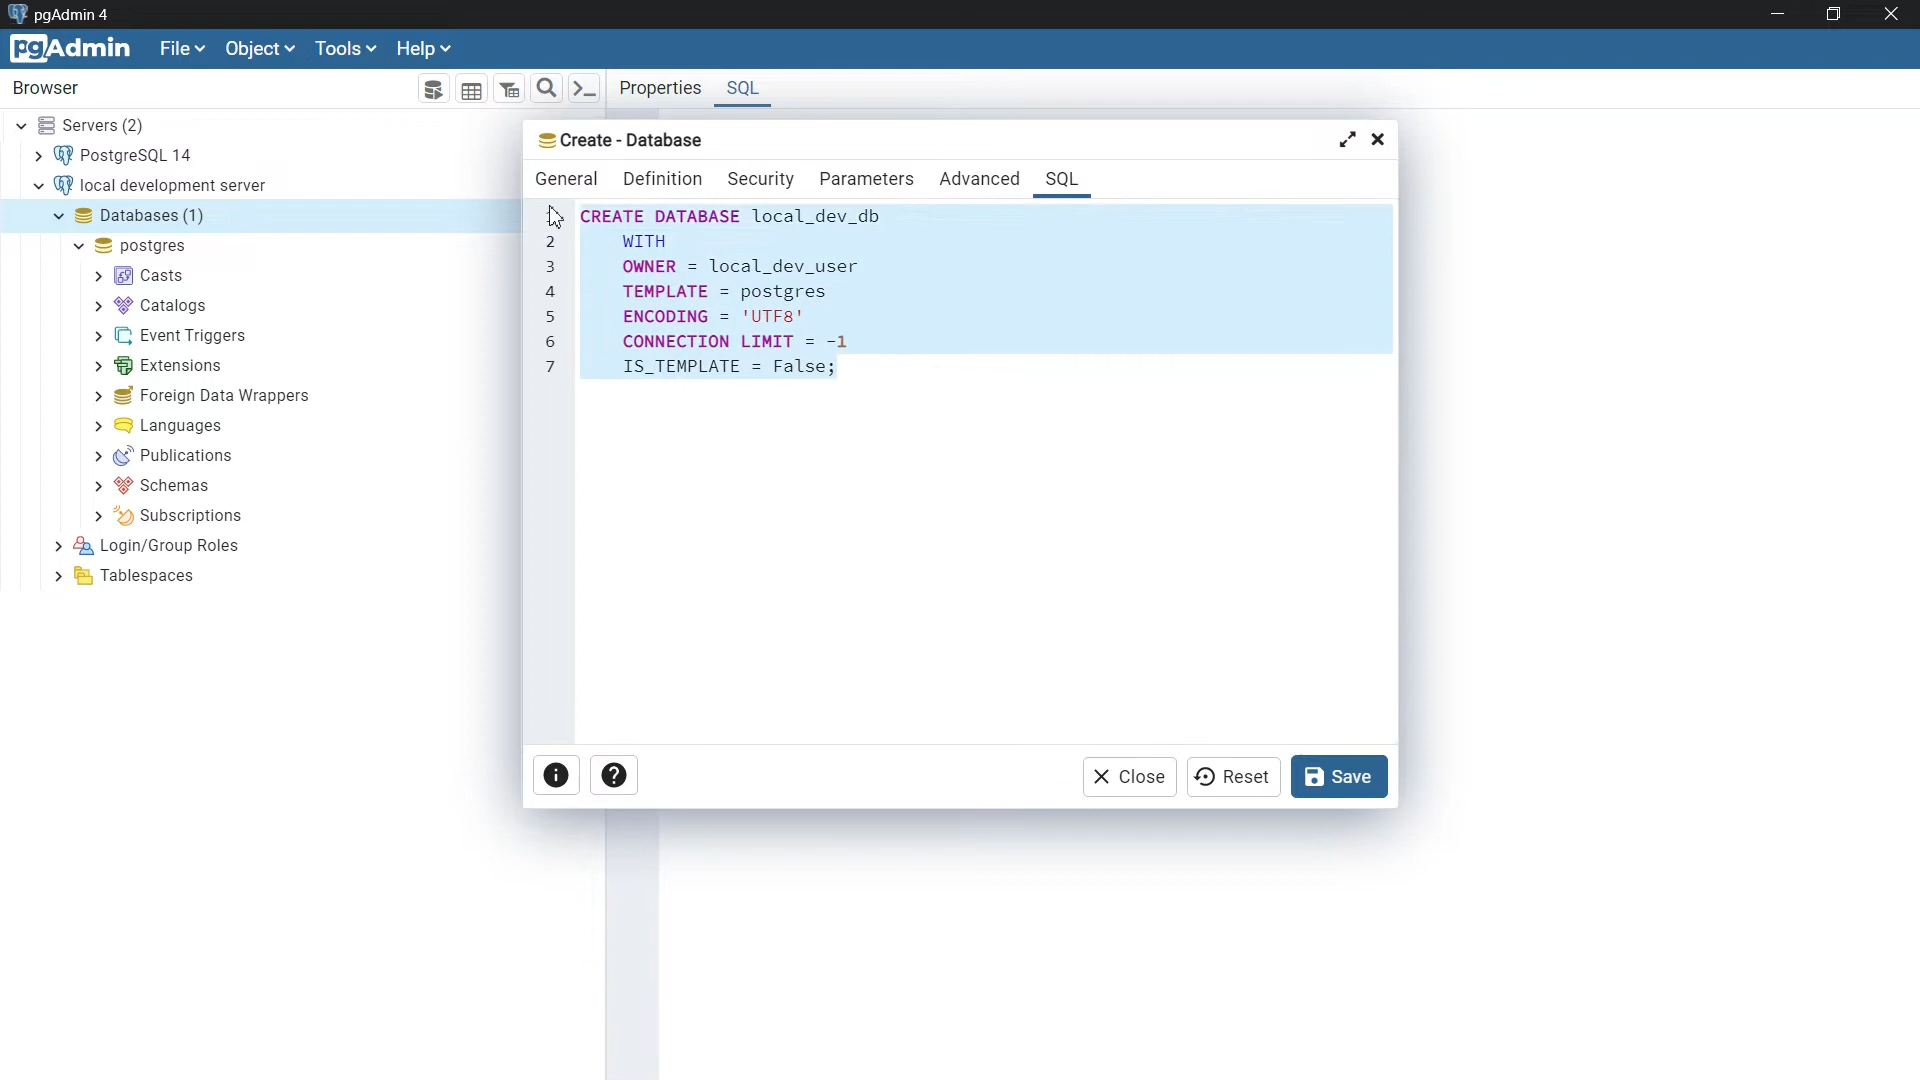 pgAdmin 4
pgAdmin File Object Tools Help
Browser
Properties SQL
Servers (2)
PostgreSQL 14
local development server
Databases (1)
postgres
Casts
Catalogs
Event Triggers
Extensions
Foreign Data Wrappers
Languages
Publications
Schemas
Subscriptions
Login/Group Roles
Tablespaces
Create - Database
General Definition Security Parameters Advanced SQL
CREATE DATABASE local_dev_db
2 WITH
3 OWNER = local_dev_user
4 TEMPLATE = postgres
5 ENCODING = 'UTF8'
6 CONNECTION LIMIT = -1
7 IS_TEMPLATE = False;
Close Reset Save